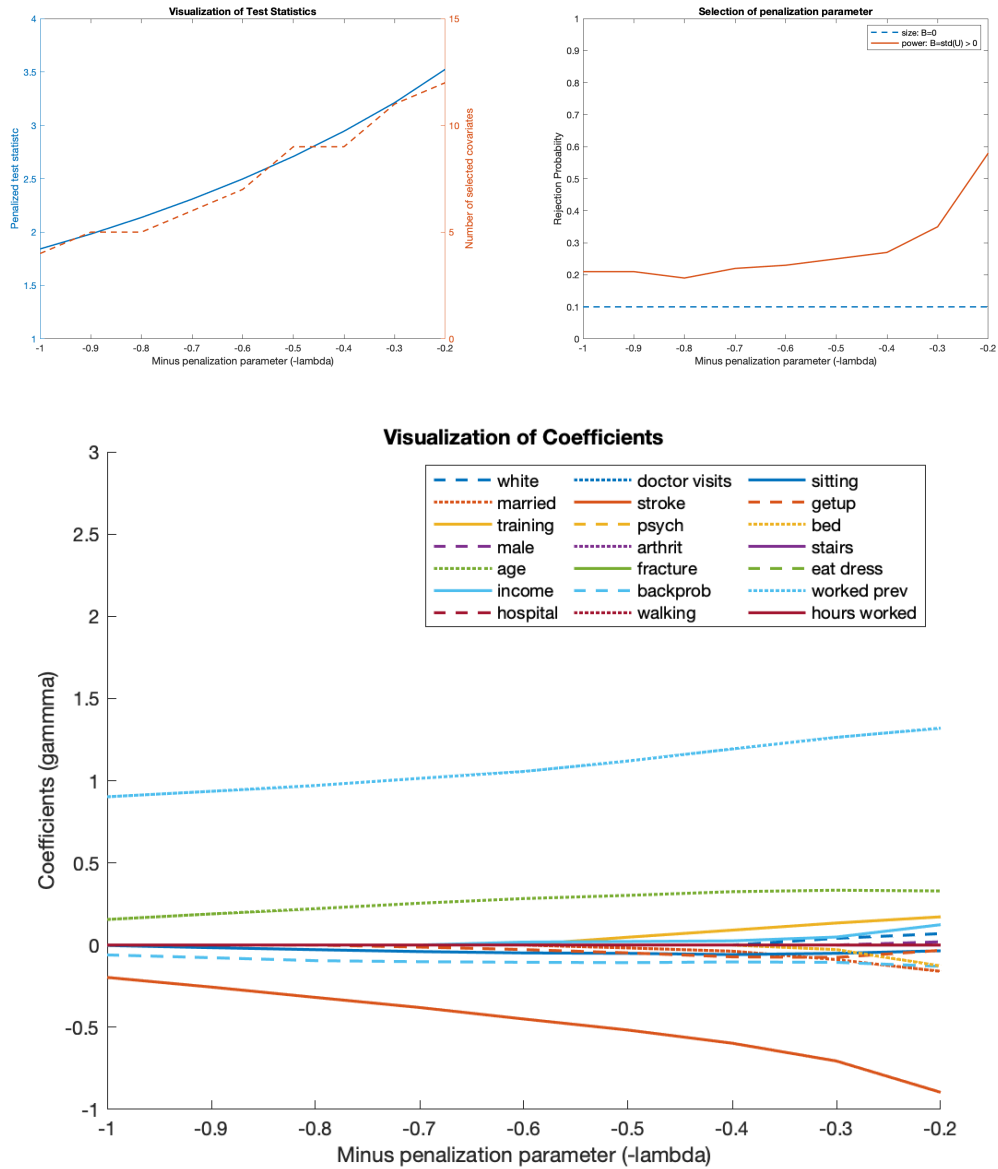 Visualization of Test Statistics
4
3.5
3
2.5
2
1.5
1
Penalized test statistc
15
10
5
0
Number of selected covariates
-1 -0.9 -0.8 -0.7 -0.6 -0.5 -0.4 -0.3 -0.2
Minus penalization parameter (-lambda)
Selection of penalization parameter
size: B=0
power: B=std(U) > 0
1
0.9
0.8
0.7
0.6
0.5
0.4
0.3
0.2
0.1
0
Rejection Probability
-1 -0.9 -0.8 -0.7 -0.6 -0.5 -0.4 -0.3 -0.2
Minus penalization parameter (-lambda)
Visualization of Coefficients
white doctor visits sitting
married stroke getup
training psych bed
male arthrit stairs
age fracture eat dress
income backprob worked prev
hospital walking hours worked
3
2.5
2
1.5
1
0.5
0
-0.5
-1
Coefficients (gammma)
-1 -0.9 -0.8 -0.7 -0.6 -0.5 -0.4 -0.3 -0.2
Minus penalization parameter (-lambda)